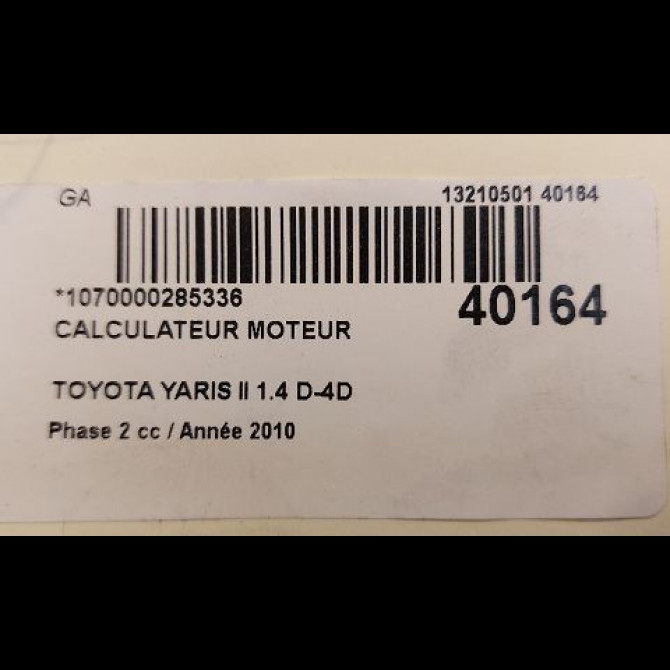 GA 13210501 40164
*1070000285336 40164
CALCULATEUR MOTEUR
TOYOTA YARIS II 1.4 D-4D
Phase 2 cc / Année 2010